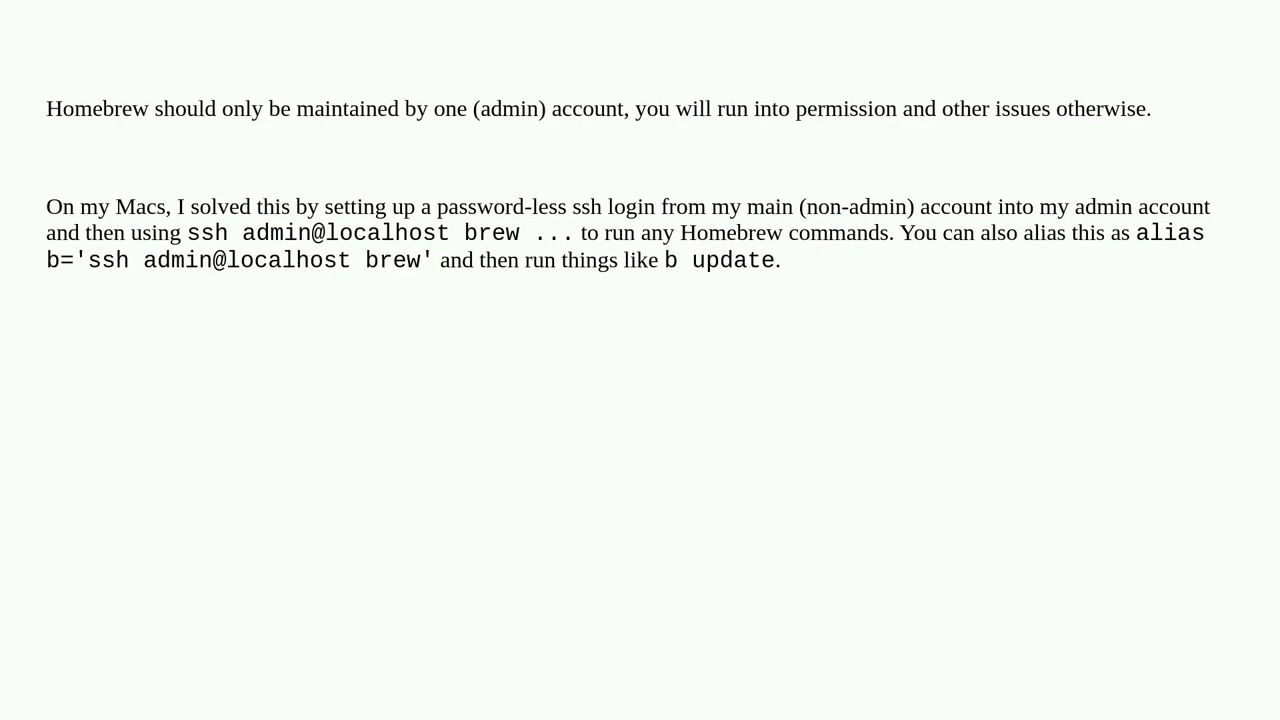 Homebrew should only be maintained by one (admin) account, you will run into permission and other issues otherwise.
On my Macs, I solved this by setting up a password-less ssh login from my main (non-admin) account into my admin account
and then using ssh admin@localhost brew ... to run any Homebrew commands. You can also alias this as alias
b='ssh admin@localhost brew' and then run things like b update.